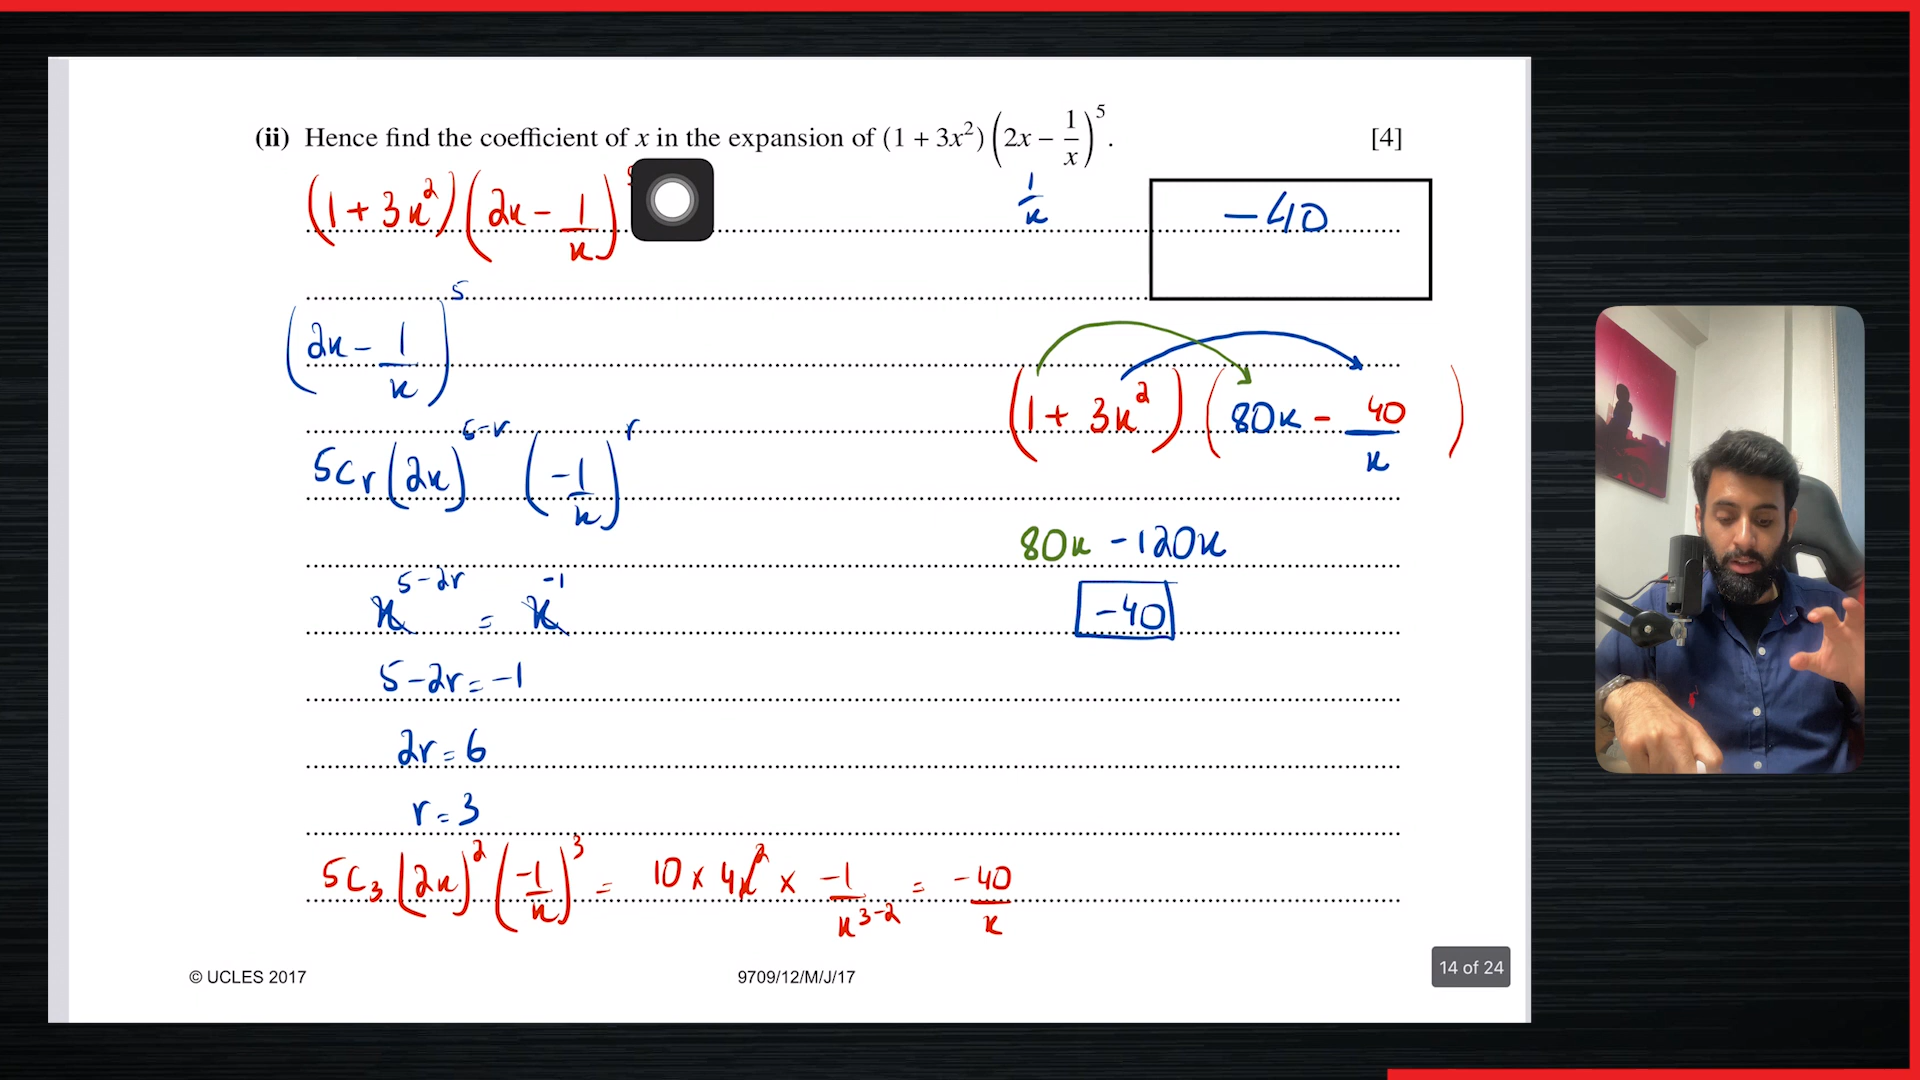 (ii) Hence find the coefficient of x in the expansion of (1 + 3x²)(2x − 1/x)⁵. [4]
(1 + 3x²)(2x − 1/x)
1/x
−40
(2x − 1/x)⁵
(1 + 3x²)(80x − 40/x )
5Cr (2x)⁵⁻ʳ (−1/x)ʳ
80x − 120x
x⁵⁻²ʳ = x⁻¹
−40
5−2r = −1
2r = 6
r = 3
5C₃ (2x)² (−1/x)³ = 10 × 4x² × −1/x³⁻² = −40/x
© UCLES 2017
9709/12/M/J/17
14 of 24